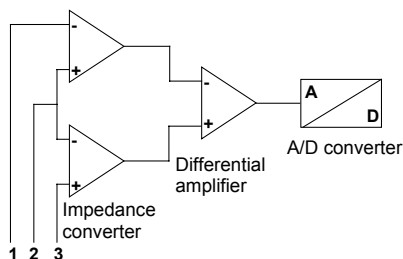 -
+
-
+
-
+
A
D
A/D converter
Differential
amplifier
Impedance
converter
1 2 3